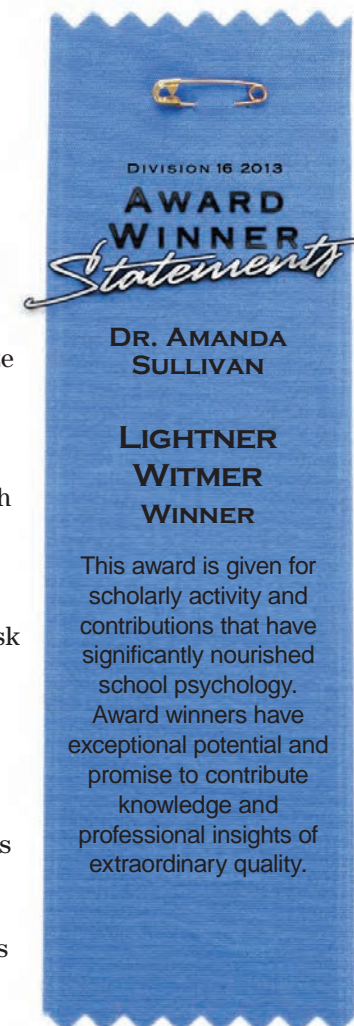 DIVISION 16 2013
AWARD
WINNER
Statements
DR. AMANDA
SULLIVAN
LIGHTNER
WITMER
WINNER
This award is given for
scholarly activity and
contributions that have
significantly nourished
school psychology.
Award winners have
exceptional potential and
promise to contribute
knowledge and
professional insights of
extraordinary quality.